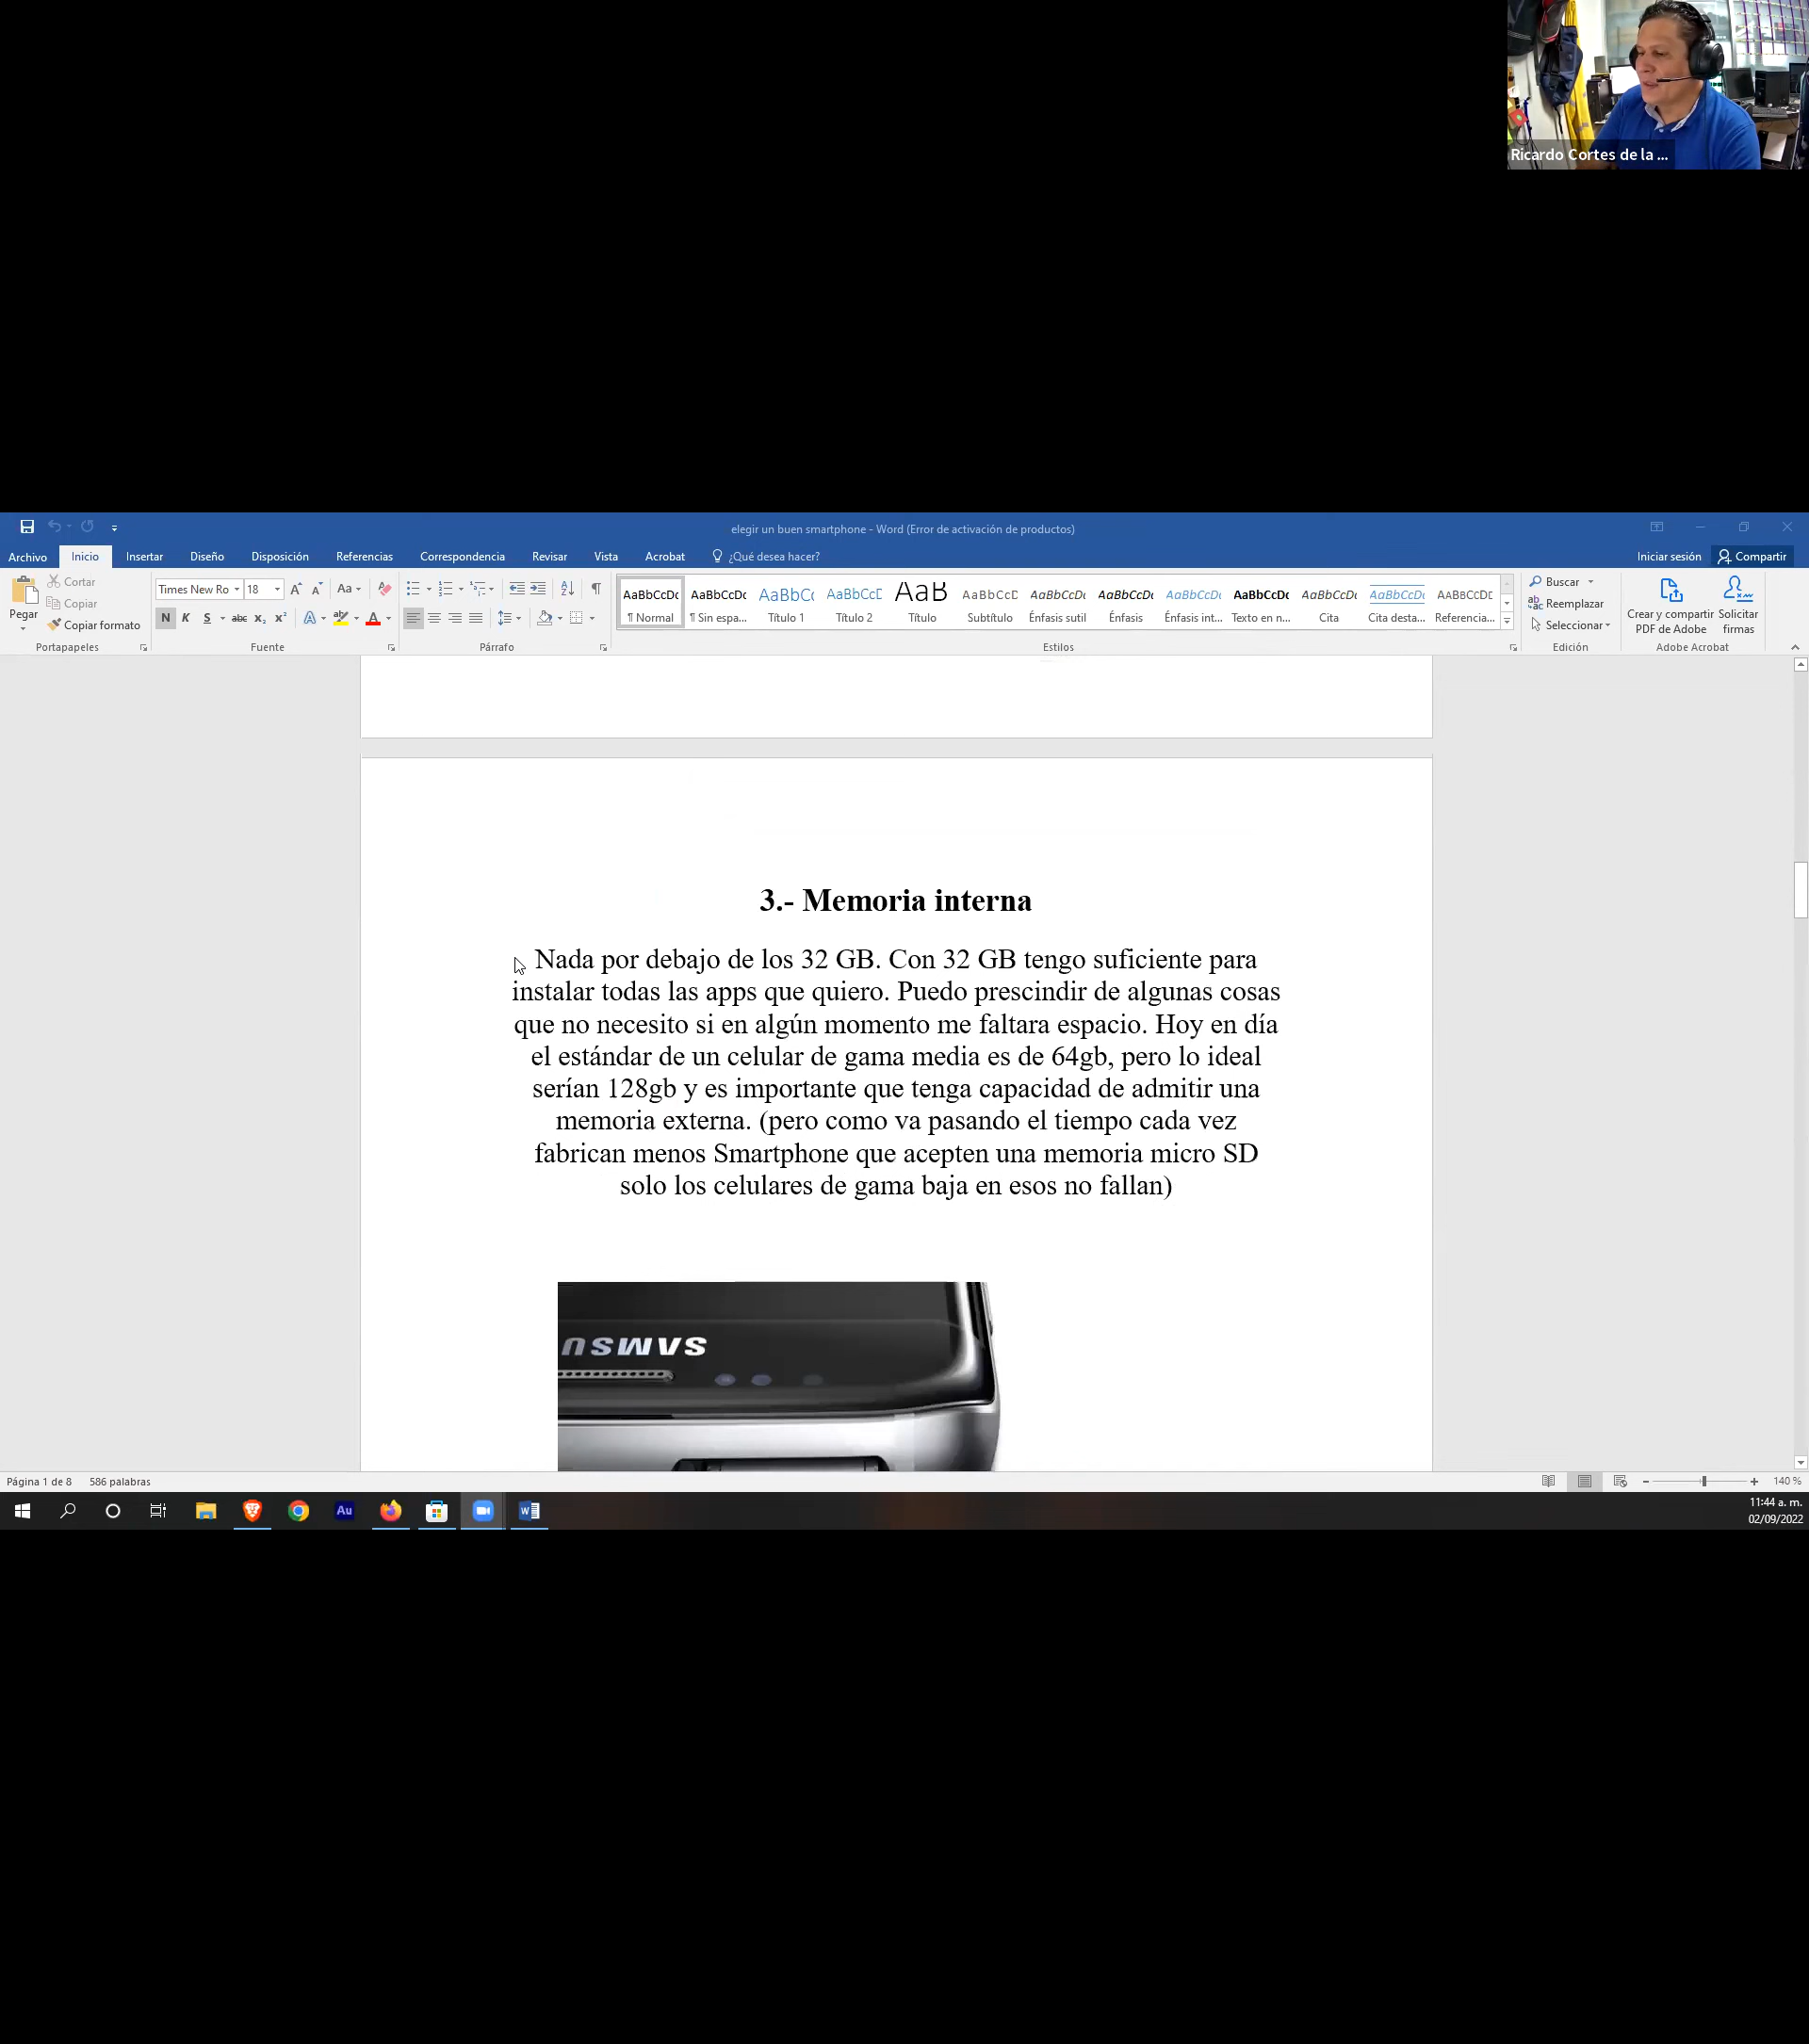 Ricardo Cortes de la ...
elegir un buen smartphone - Word (Error de activación de productos)
Archivo
Inicio
Insertar
Diseño
Disposición
Referencias
Correspondencia
Revisar
Vista
Acrobat
¿Qué desea hacer?
Iniciar sesión
Compartir
Pegar
Cortar
Copiar
Copiar formato
Portapapeles
Times New Ro
18
Aa
N K S abc x₂ x²
A
Fuente
Párrafo
AaBbCcDc
¶ Normal
AaBbCcDc
¶ Sin espa...
AaBbC(
Título 1
AaBbCcC
Título 2
AaB
Título
AaBbCcD
Subtítulo
AaBbCcDc
Énfasis sutil
AaBbCcDc
Énfasis
AaBbCcDc
Énfasis int...
AaBbCcDc
Texto en n...
AaBbCcDc
Cita
AaBbCcDc
Cita desta...
AABBCCDD
Referencia...
Estilos
Buscar
Reemplazar
Seleccionar
Edición
Crear y compartir
PDF de Adobe
Solicitar
firmas
Adobe Acrobat
3.- Memoria interna
Nada por debajo de los 32 GB. Con 32 GB tengo suficiente para
instalar todas las apps que quiero. Puedo prescindir de algunas cosas
que no necesito si en algún momento me faltara espacio. Hoy en día
el estándar de un celular de gama media es de 64gb, pero lo ideal
serían 128gb y es importante que tenga capacidad de admitir una
memoria externa. (pero como va pasando el tiempo cada vez
fabrican menos Smartphone que acepten una memoria micro SD
solo los celulares de gama baja en esos no fallan)
Página 1 de 8
586 palabras
140 %
Au
11:44 a. m.
02/09/2022